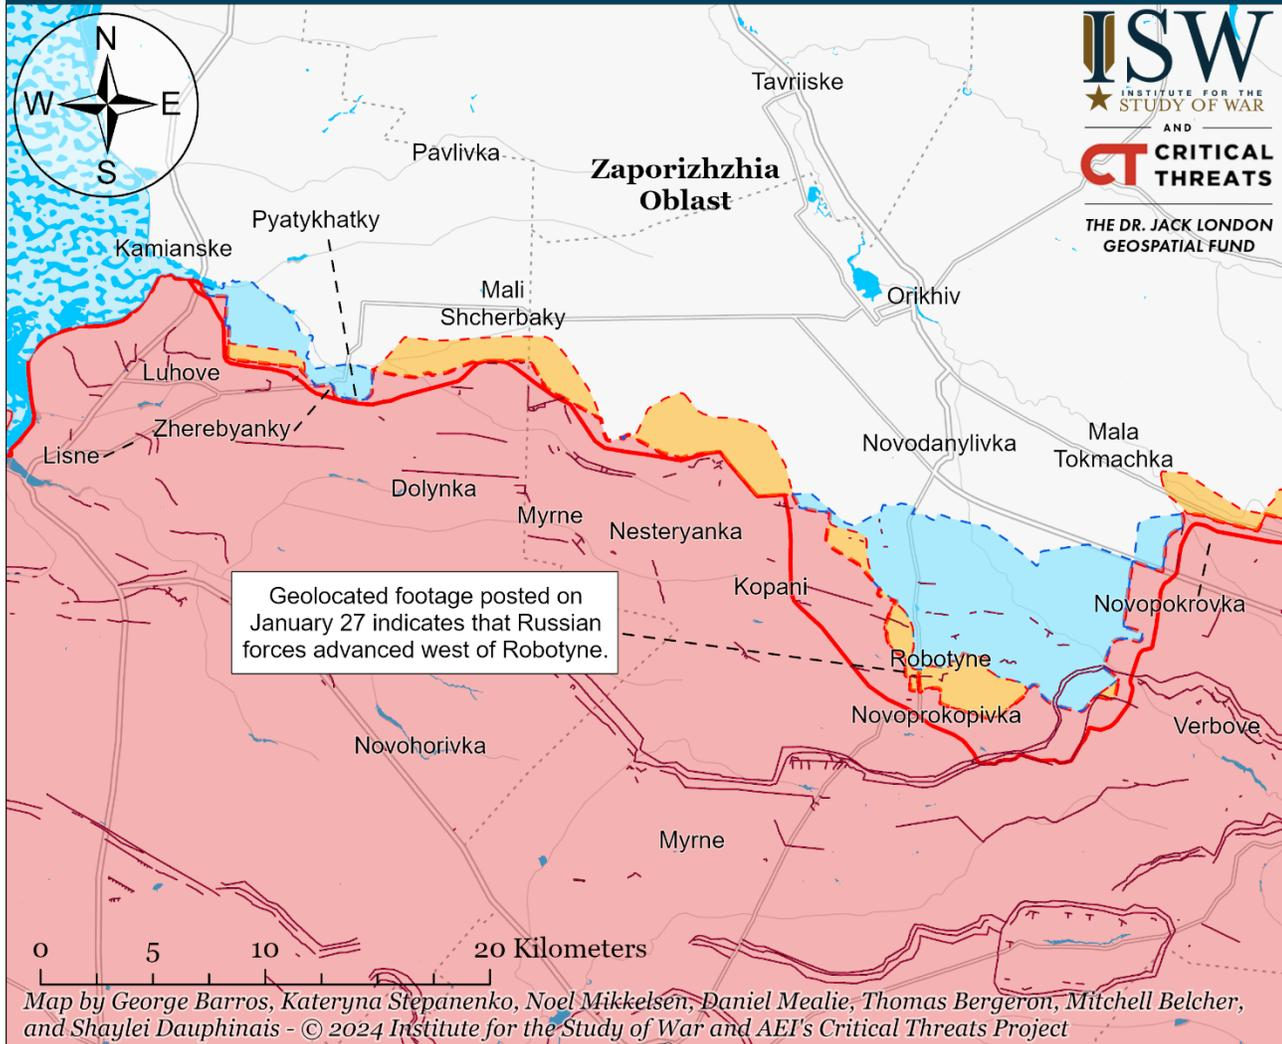 N
W
E
S
ISW
INSTITUTE FOR THE
STUDY OF WAR
AND
CT CRITICAL
THREATS
THE DR. JACK LONDON
GEOSPATIAL FUND
Tavriiske
Pavlivka
Zaporizhzhia
Oblast
Pyatykhatky
Kamianske
Mali
Shcherbaky
Orikhiv
Luhove
Zherebyanky
Lisne
Novodanylivka
Mala
Tokmachka
Dolynka
Myrne
Nesteryanka
Kopani
Novopokrovka
Geolocated footage posted on
January 27 indicates that Russian
forces advanced west of Robotyne.
Robotyne
Novoprokopivka
Verbove
Novohorivka
Myrne
0 5 10 20 Kilometers
Map by George Barros, Kateryna Stepanenko, Noel Mikkelsen, Daniel Mealie, Thomas Bergeron, Mitchell Belcher,
and Shaylei Dauphinais - © 2024 Institute for the Study of War and AEI's Critical Threats Project